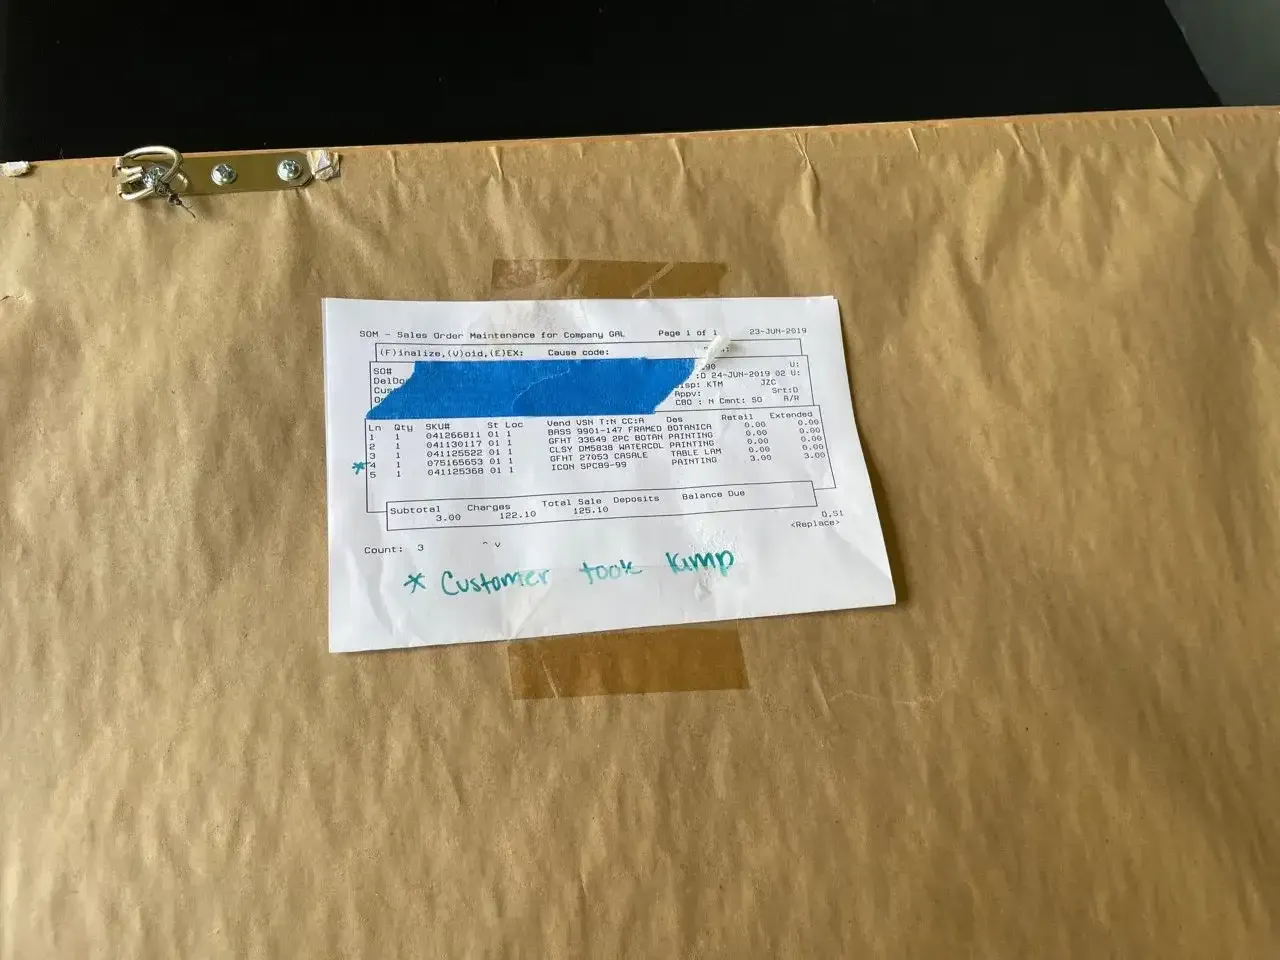 SOM - Sales Order Maintenance for Company GAL Page 1 of 1 23-JUN-2019
(F)inalize,(V)oid,(E)EX: Cause code:
SO# 90 U:
DelDo :D 24-JUN-2019 02 U:
Cus isp: KTM JZC
Appv: Srt:D
CBO : N Cmnt: SO A/R
Ln Qty SKU# St Loc Vend VSN T:N CC:A Des Retail Extended
1 1 041266811 01 1 BASS 9901-147 FRAMED BOTANICA 0.00 0.00
2 1 041130117 01 1 GFHT 33649 2PC BOTAN PAINTING 0.00 0.00
3 1 041125522 01 1 CLSY DM5838 WATERCOL PAINTING 0.00 0.00
*4 1 075165653 01 1 GFHT 27053 CASALE TABLE LAM 0.00 0.00
5 1 041125368 01 1 ICON SPC89-99 PAINTING 3.00 3.00
Subtotal Charges Total Sale Deposits Balance Due
3.00 122.10 125.10
0,51
<Replace>
Count: 3 ^ v
* Customer took lamp